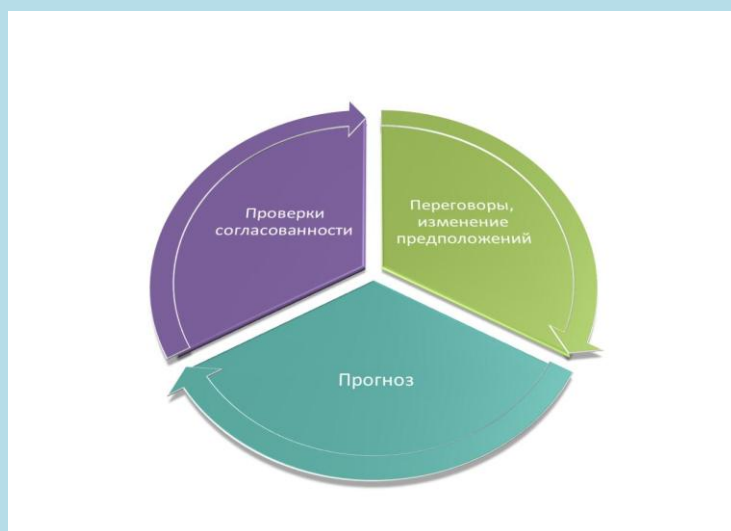 Проверки
согласованности
Переговоры,
изменение
предположений
Прогноз